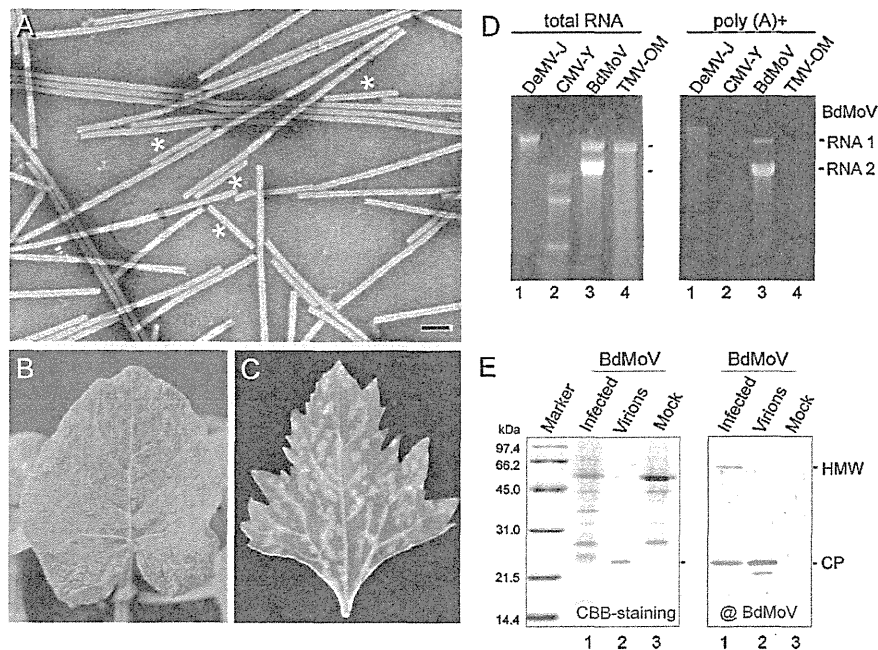 A
B
C
D
total RNA
poly (A)+
DeMV-J
CMV-Y
BdMoV
TMV-OM
DeMV-J
CMV-Y
BdMoV
TMV-OM
BdMoV
RNA 1
RNA 2
1 2 3 4
1 2 3 4
E
BdMoV
BdMoV
Marker
Infected
Virions
Mock
Infected
Virions
Mock
kDa
97.4
66.2
45.0
31.0
21.5
14.4
HMW
CP
CBB-staining
@ BdMoV
1 2 3
1 2 3